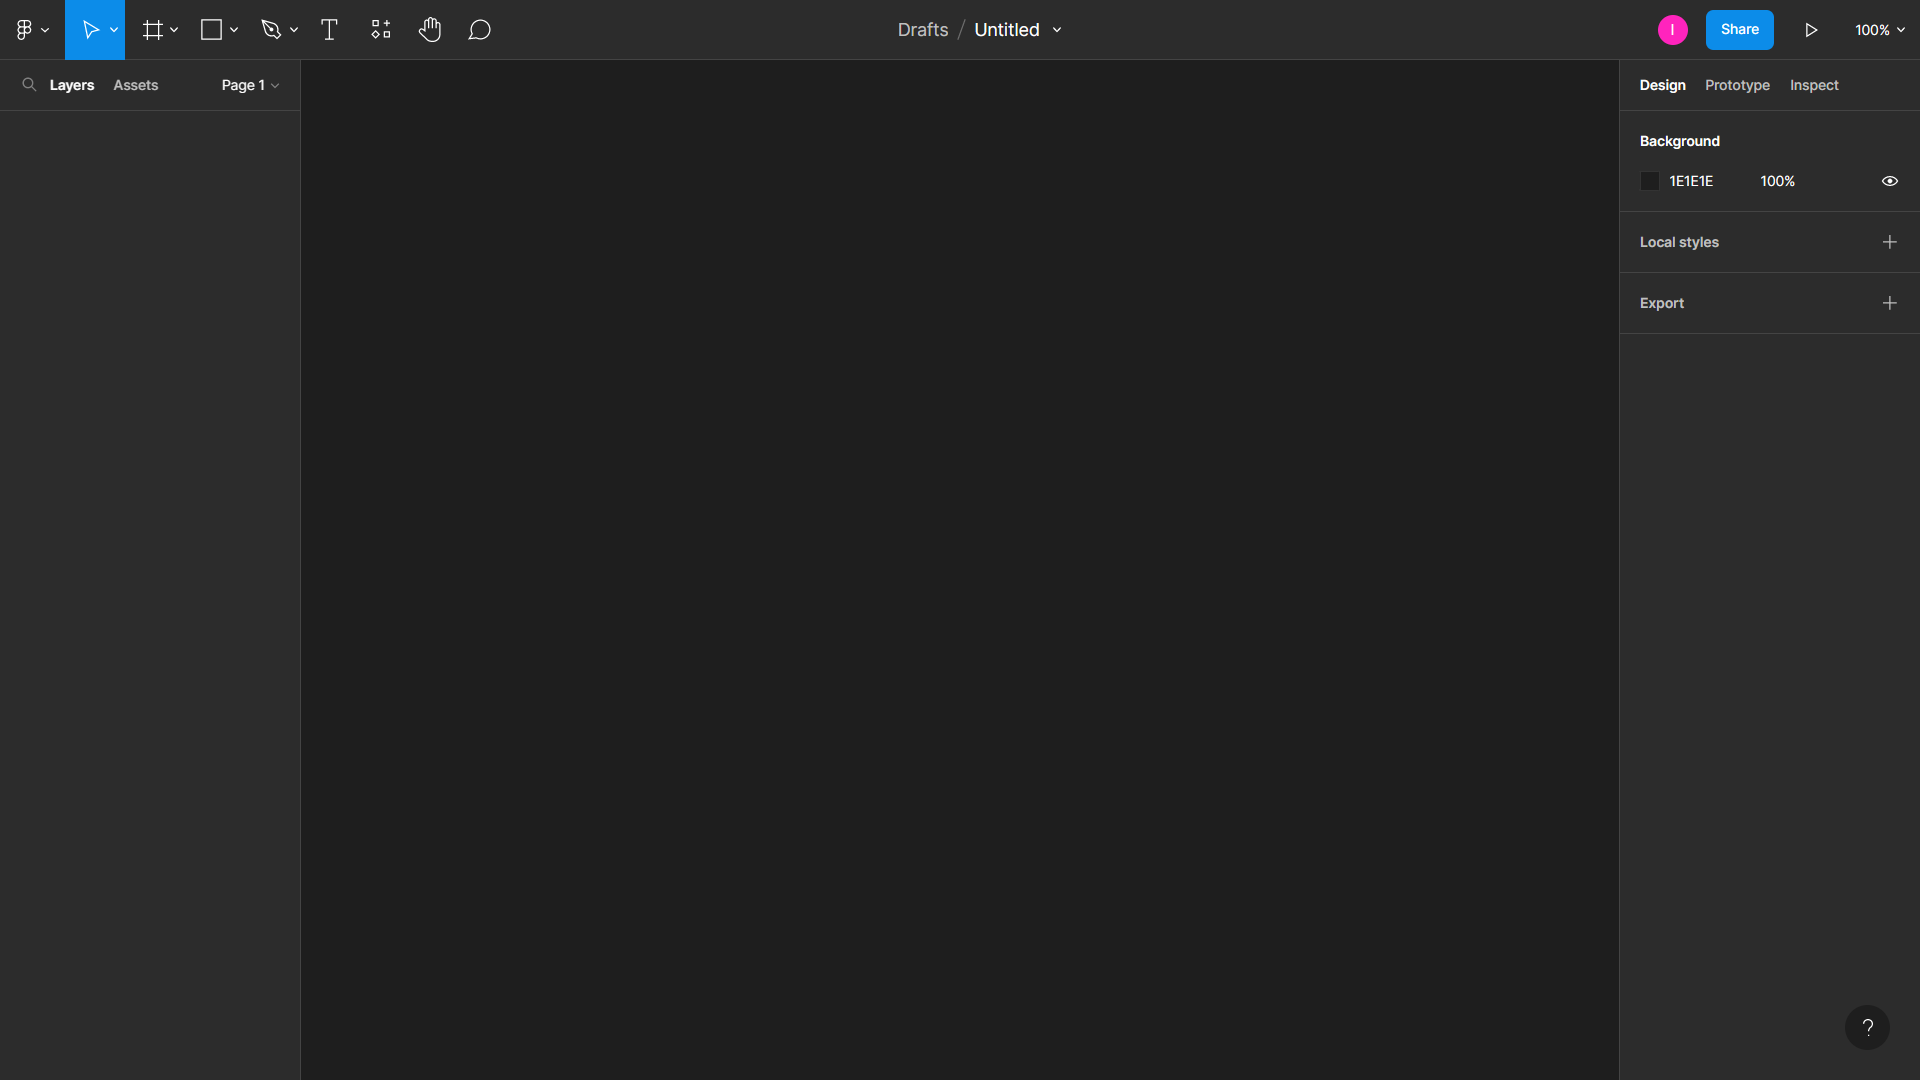 Drafts / Untitled
I
Share
100%
Layers Assets Page 1
Design Prototype Inspect
Background
1E1E1E 100%
Local styles
Export
?